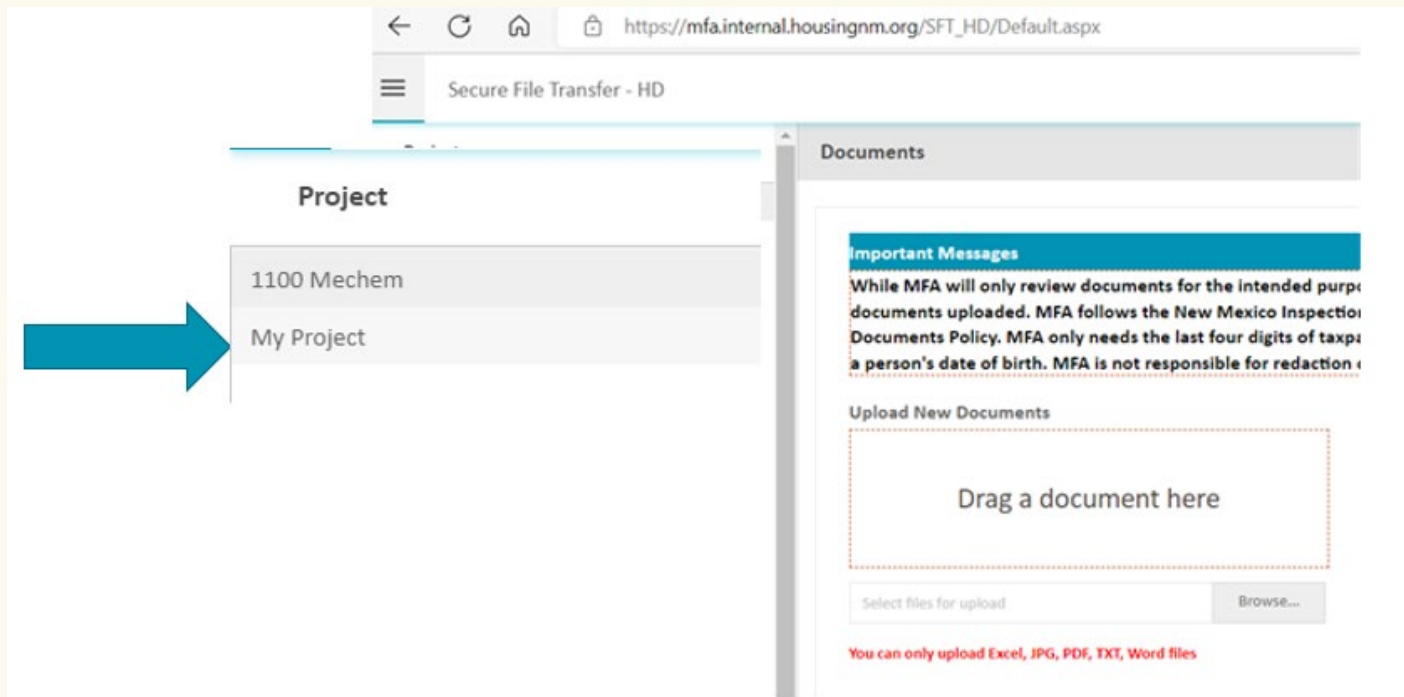 https://mfa.internal.housingnm.org/SFT_HD/Default.aspx
Secure File Transfer - HD
Project
1100 Mechem
My Project
Documents
Important Messages
While MFA will only review documents for the intended
documents uploaded. MFA follows the New Mexico
Documents Policy. MFA only needs the last four digits of
a person's date of birth. MFA is not responsible for redaction
Upload New Documents
Drag a document here
Select files for upload
Browse...
You can only upload Excel, JPG, PDF, TXT, Word files